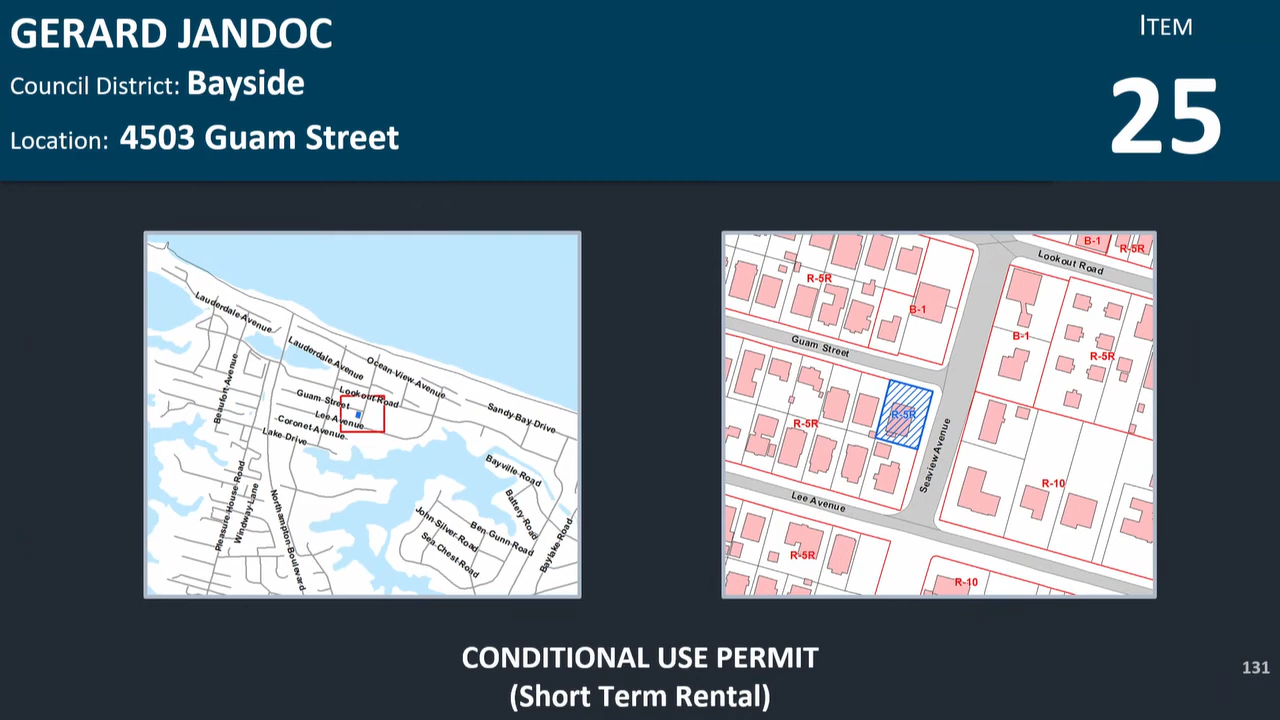 GERARD JANDOC
Council District: Bayside
Location: 4503 Guam Street
ITEM
25
Lauderdale Avenue
Lauderdale Avenue
Ocean View Avenue
Beaufort Avenue
Lookout Road
Guam Street
Lee Avenue
Coronet Avenue
Lake Drive
Sandy Bay Drive
Bayville Road
Pleasure House Road
Windway Lane
Northampton Boulevard
Battery Road
John Silver Road
Ben Gunn Road
Sea Chest Road
Baylake Road
B-1
R-5R
Lookout Road
R-5R
B-1
B-1
Guam Street
R-5R
R-5R
R-5R
Seaview Avenue
R-10
Lee Avenue
R-5R
R-10
CONDITIONAL USE PERMIT
(Short Term Rental)
131